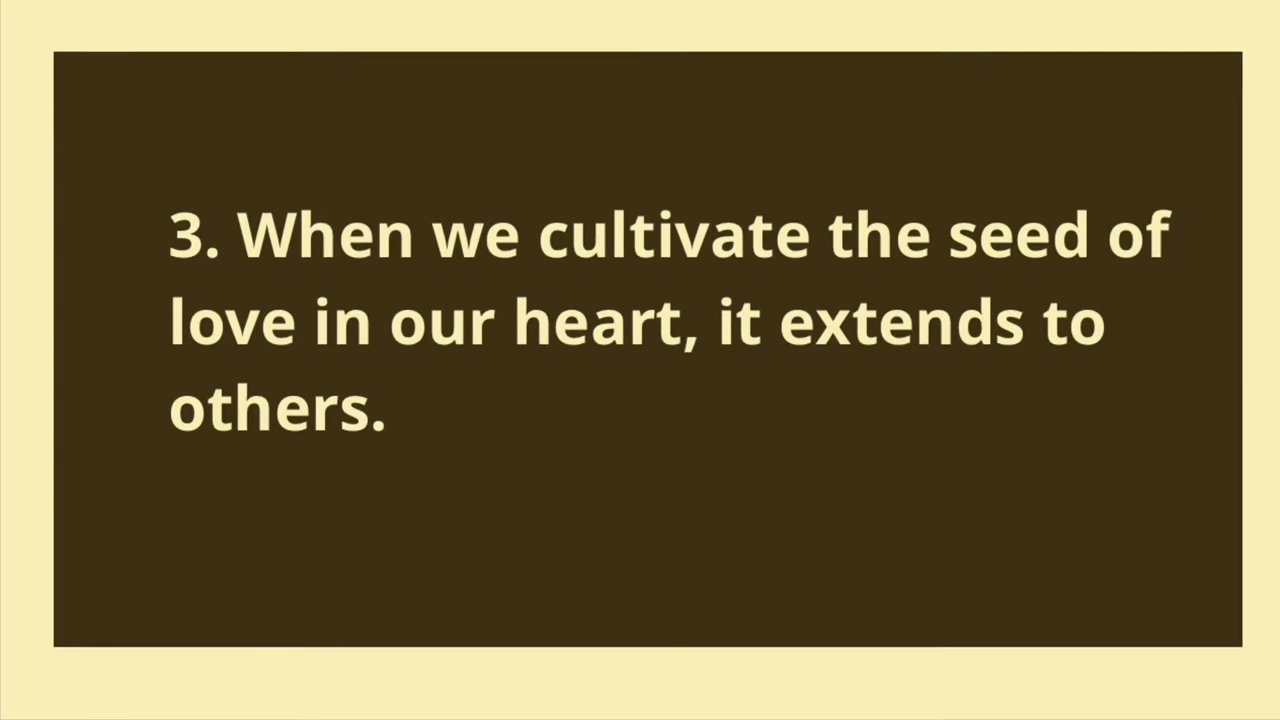 3. When we cultivate the seed of
love in our heart, it extends to
others.